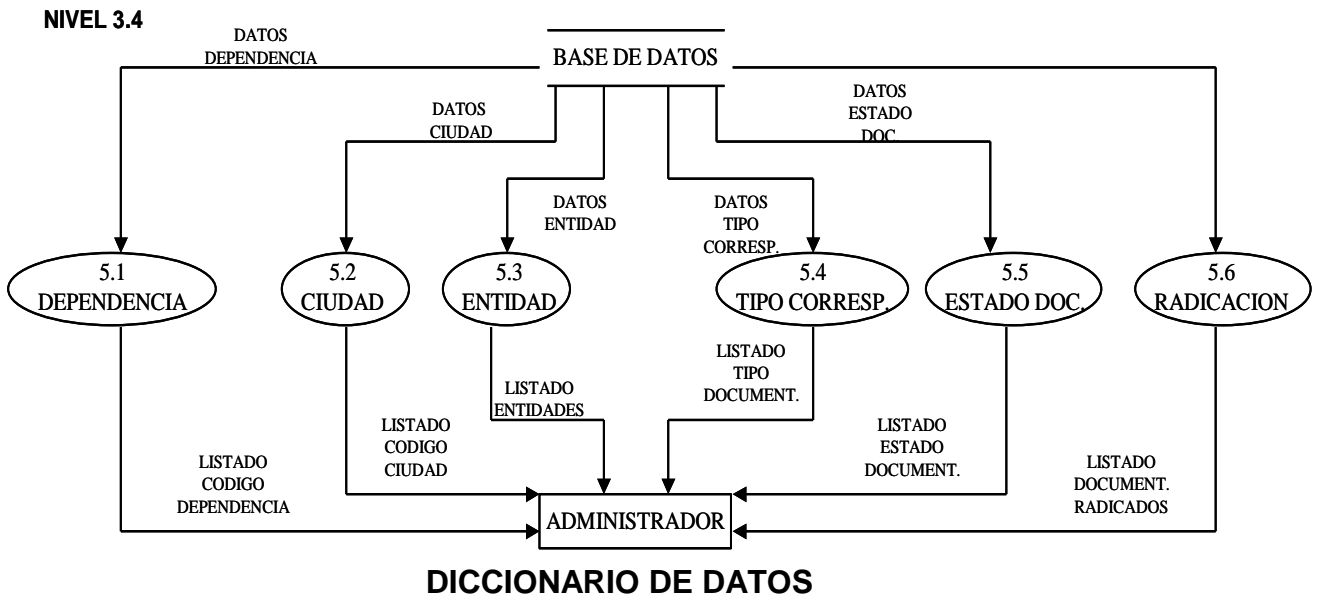 NIVEL 3.4
DATOS
DEPENDENCIA
BASE DE DATOS
DATOS
CIUDAD
DATOS
ESTADO
DOC.
DATOS
ENTIDAD
DATOS
TIPO
CORRESP.
5.1
DEPENDENCIA
5.2
CIUDAD
5.3
ENTIDAD
5.4
TIPO CORRESP.
5.5
ESTADO DOC.
5.6
RADICACION
LISTADO
CODIGO
DEPENDENCIA
LISTADO
CODIGO
CIUDAD
LISTADO
ENTIDADES
LISTADO
TIPO
DOCUMENT.
LISTADO
ESTADO
DOCUMENT.
LISTADO
DOCUMENT.
RADICADOS
ADMINISTRADOR
DICCIONARIO DE DATOS